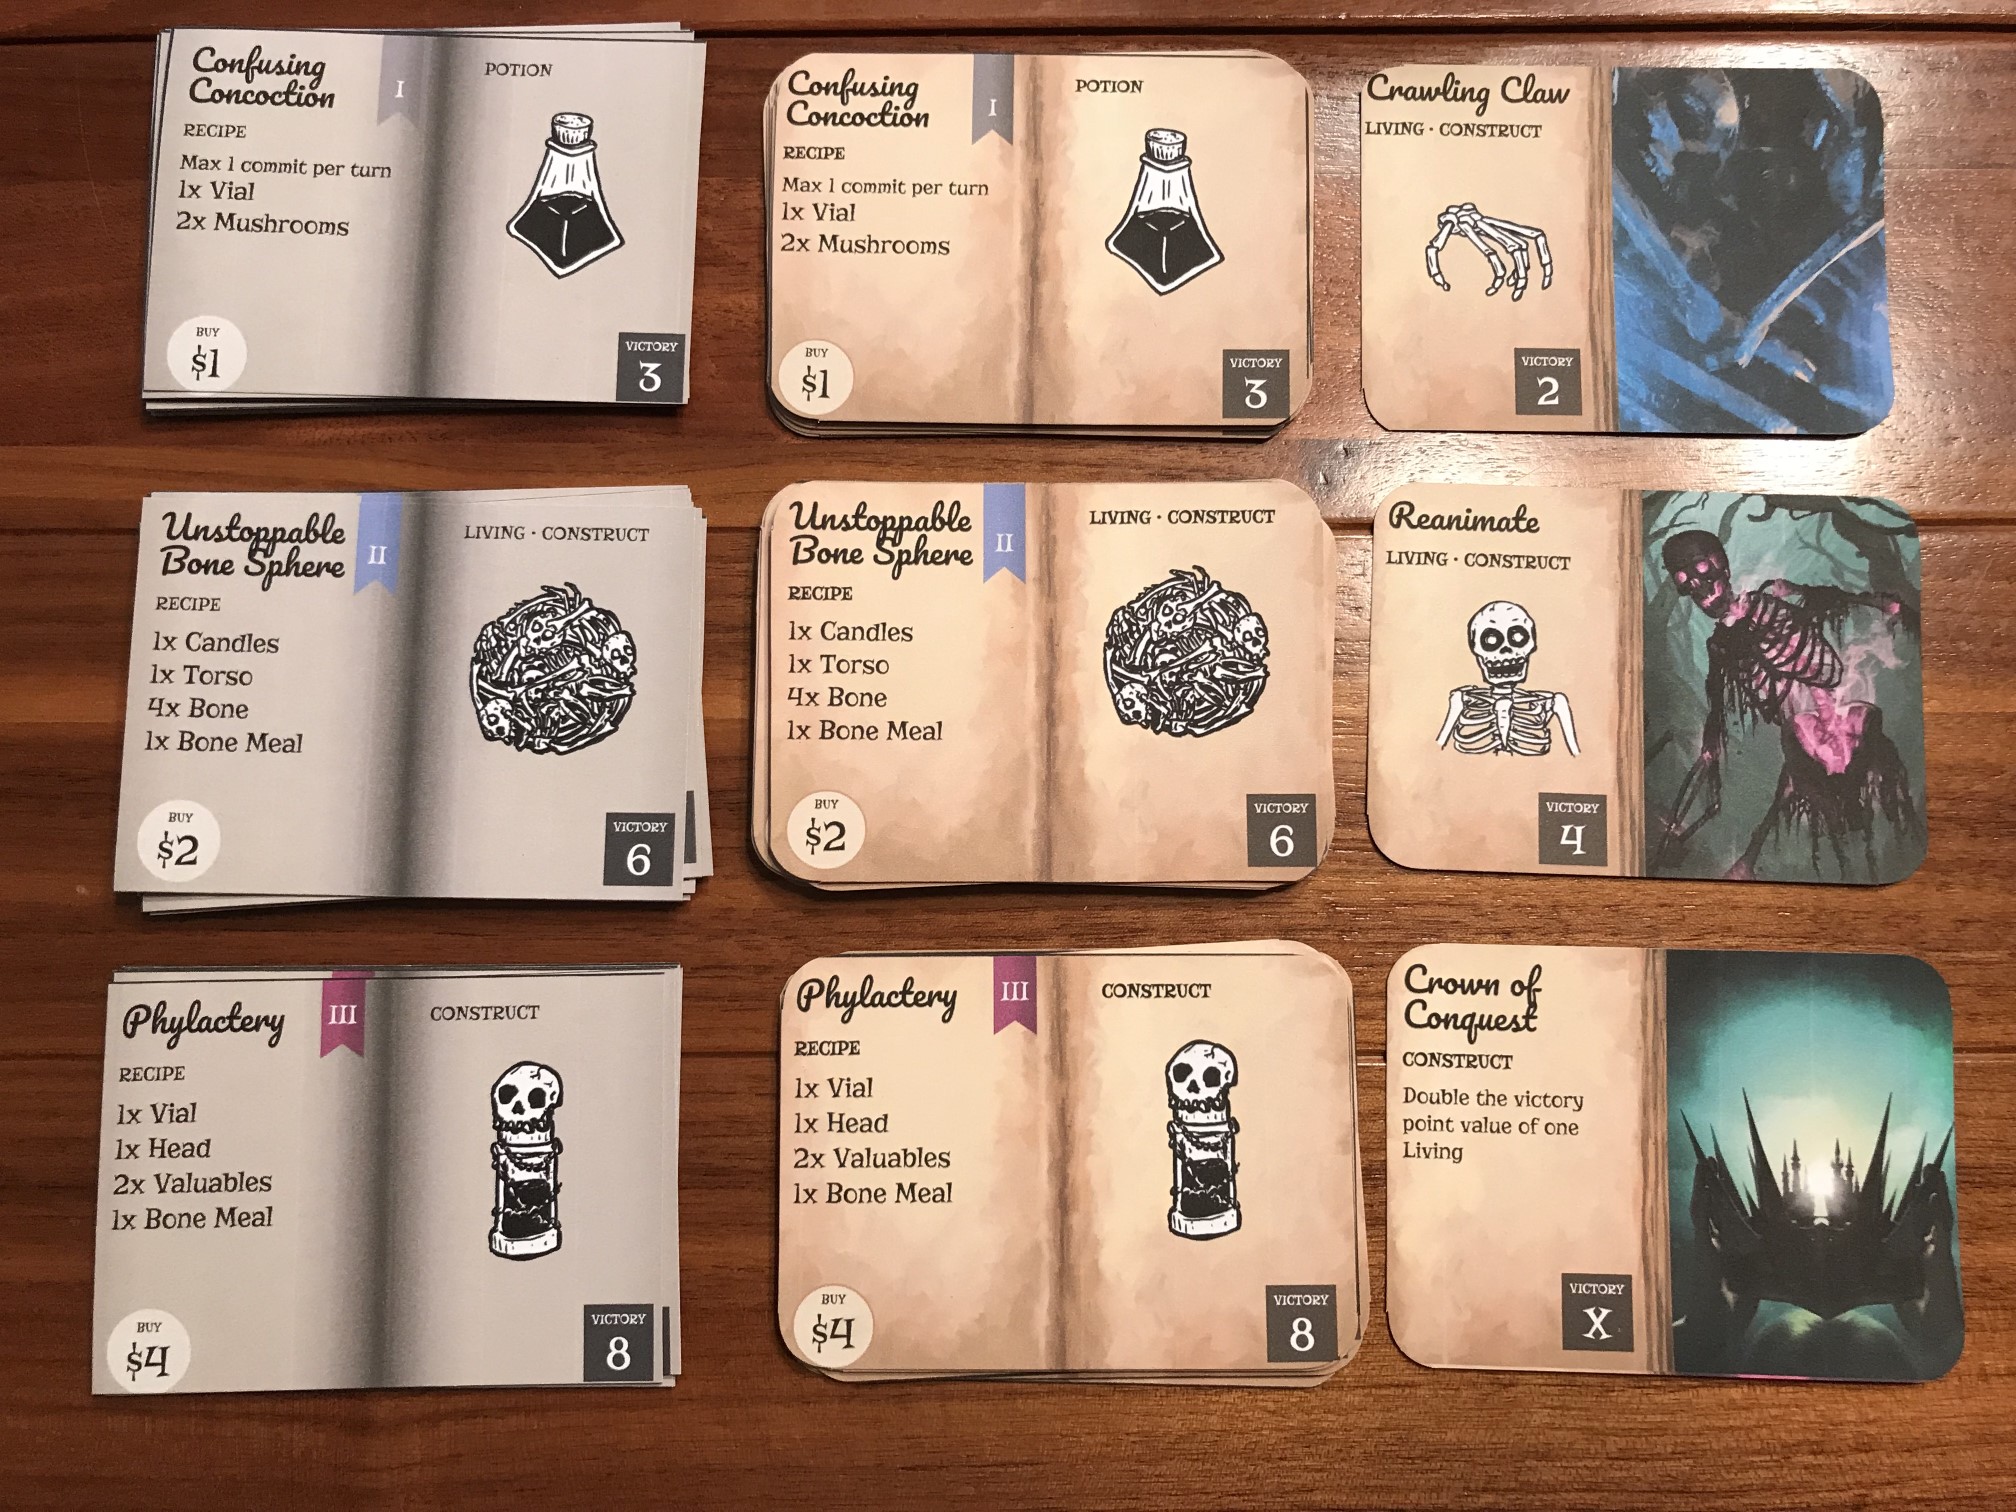 Confusing
Concoction
I
POTION
RECIPE
Max 1 commit per turn
1x Vial
2x Mushrooms
BUY
$1
VICTORY
3
Confusing
Concoction
I
POTION
RECIPE
Max 1 commit per turn
1x Vial
2x Mushrooms
BUY
$1
VICTORY
3
Crawling Claw
LIVING · CONSTRUCT
VICTORY
2
Unstoppable
Bone Sphere
II
LIVING · CONSTRUCT
RECIPE
1x Candles
1x Torso
4x Bone
1x Bone Meal
BUY
$2
VICTORY
6
Unstoppable
Bone Sphere
II
LIVING · CONSTRUCT
RECIPE
1x Candles
1x Torso
4x Bone
1x Bone Meal
BUY
$2
VICTORY
6
Reanimate
LIVING · CONSTRUCT
VICTORY
4
Phylactery
III
CONSTRUCT
RECIPE
1x Vial
1x Head
2x Valuables
1x Bone Meal
BUY
$4
VICTORY
8
Phylactery
III
CONSTRUCT
RECIPE
1x Vial
1x Head
2x Valuables
1x Bone Meal
BUY
$4
VICTORY
8
Crown of
Conquest
CONSTRUCT
Double the victory
point value of one
Living
VICTORY
X